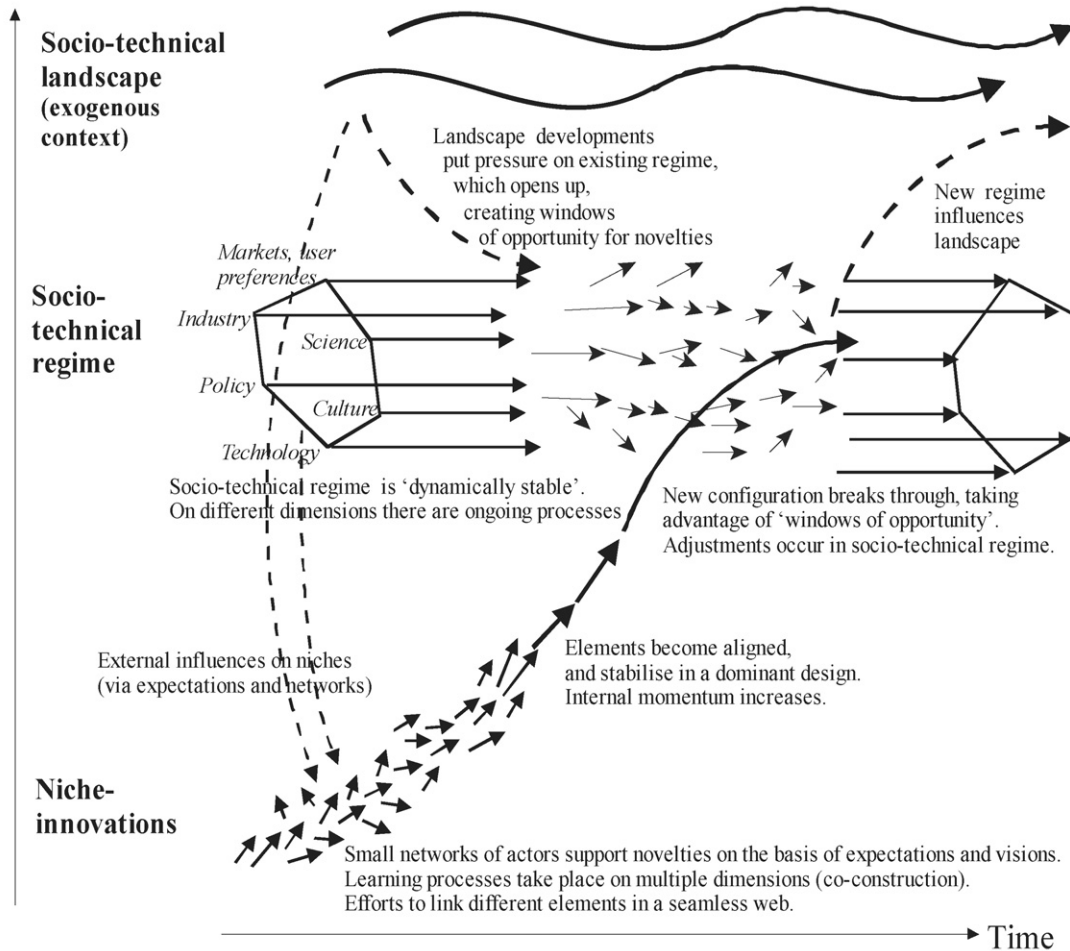 Socio-technical
landscape
(exogenous
context)
Landscape developments
put pressure on existing regime,
which opens up,
creating windows
of opportunity for novelties
New regime
influences
landscape
Markets, user
preferences
Socio-
technical
regime
Industry
Science
Policy
Culture
Technology
Socio-technical regime is ‘dynamically stable’.
On different dimensions there are ongoing processes
New configuration breaks through, taking
advantage of ‘windows of opportunity’.
Adjustments occur in socio-technical regime.
External influences on niches
(via expectations and networks)
Elements become aligned,
and stabilise in a dominant design.
Internal momentum increases.
Niche-
innovations
Small networks of actors support novelties on the basis of expectations and visions.
Learning processes take place on multiple dimensions (co-construction).
Efforts to link different elements in a seamless web.
Time